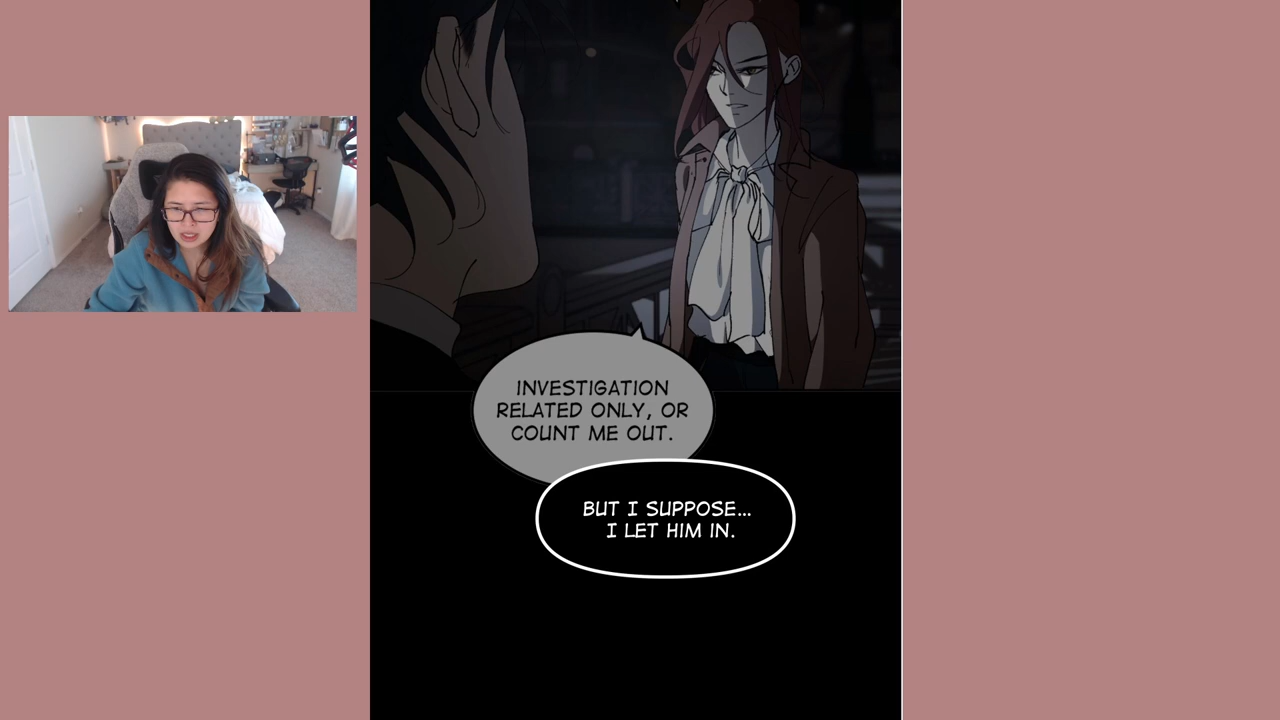 INVESTIGATION
RELATED ONLY, OR
COUNT ME OUT.
BUT I SUPPOSE...
I LET HIM IN.